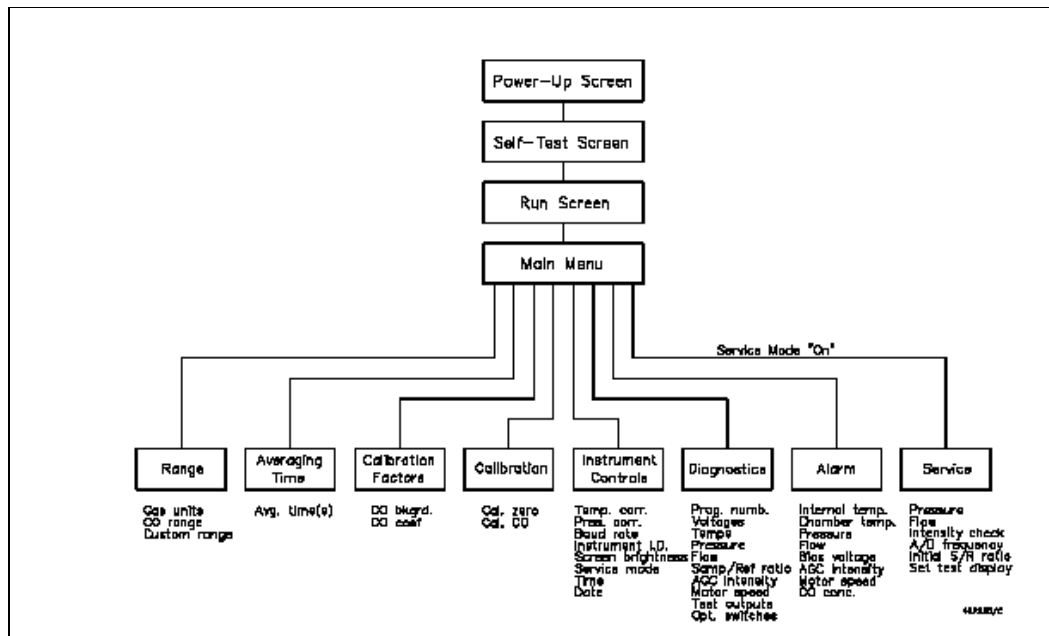 Power-Up Screen
Self-Test Screen
Run Screen
Main Menu
Service Mode "On"
Range
Gas units
CO range
Custom range
Averaging
Time
Avg. time(s)
Calibration
Factors
CO bkgrd.
CO coef
Calibration
Cal. zero
Cal. CO
Instrument
Controls
Temp. corr.
Pres. corr.
Baud rate
Instrument I.D.
Screen brightness
Service mode
Time
Date
Diagnostics
Prog. numb.
Voltages
Temps
Pressure
Flow
Samp/Ref ratio
AGC intensity
Motor speed
Test outputs
Opt. switches
Alarm
Internal temp.
Chamber temp.
Pressure
Flow
Bias voltage
AGC intensity
Motor speed
CO conc.
Service
Pressure
Flow
Intensity check
A/D frequency
Initial S/R ratio
Set test display